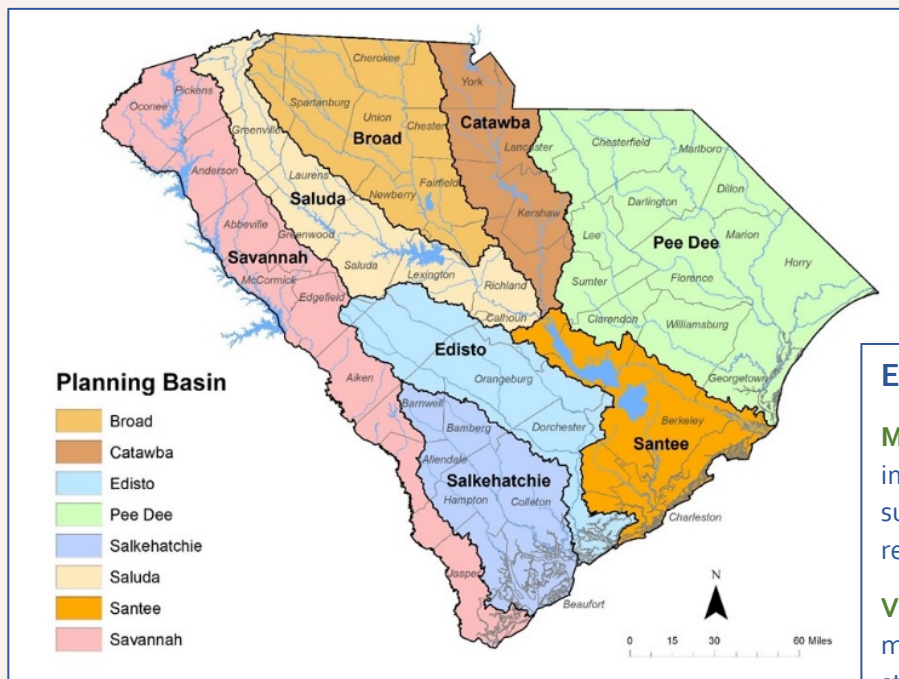 Cherokee
York
Pickens
Oconee
Spartanburg
Union
Catawba
Greenville
Chester
Broad
Lancaster
Chesterfield
Marlboro
Anderson
Laurens
Fairfield
Dillon
Newberry
Darlington
Saluda
Kershaw
Abbeville
Greenwood
Lee
Marion
Pee Dee
Savannah
Saluda
Horry
McCormick
Lexington
Richland
Sumter
Florence
Edgefield
Calhoun
Clarendon
Williamsburg
Edisto
Aiken
Orangeburg
Georgetown
Barnwell
Berkeley
Bamberg
Dorchester
Santee
Allendale
Salkehatchie
Hampton
Colleton
Charleston
Jasper
Beaufort
Planning Basin
Broad
Catawba
Edisto
Pee Dee
Salkehatchie
Saluda
Santee
Savannah
N
0 15 30 60 Miles
E
M
in
su
re
V
m